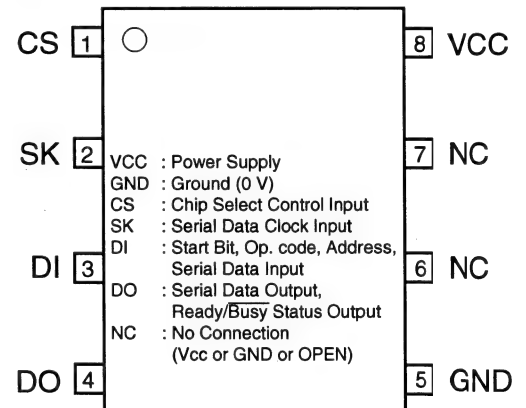 CS 1 8 VCC
SK 2 7 NC
VCC : Power Supply
GND : Ground (0 V)
CS : Chip Select Control Input
SK : Serial Data Clock Input
DI : Start Bit, Op. code, Address,
Serial Data Input
DI 3 6 NC
DO : Serial Data Output,
Ready/Busy Status Output
NC : No Connection
(Vcc or GND or OPEN)
DO 4 5 GND